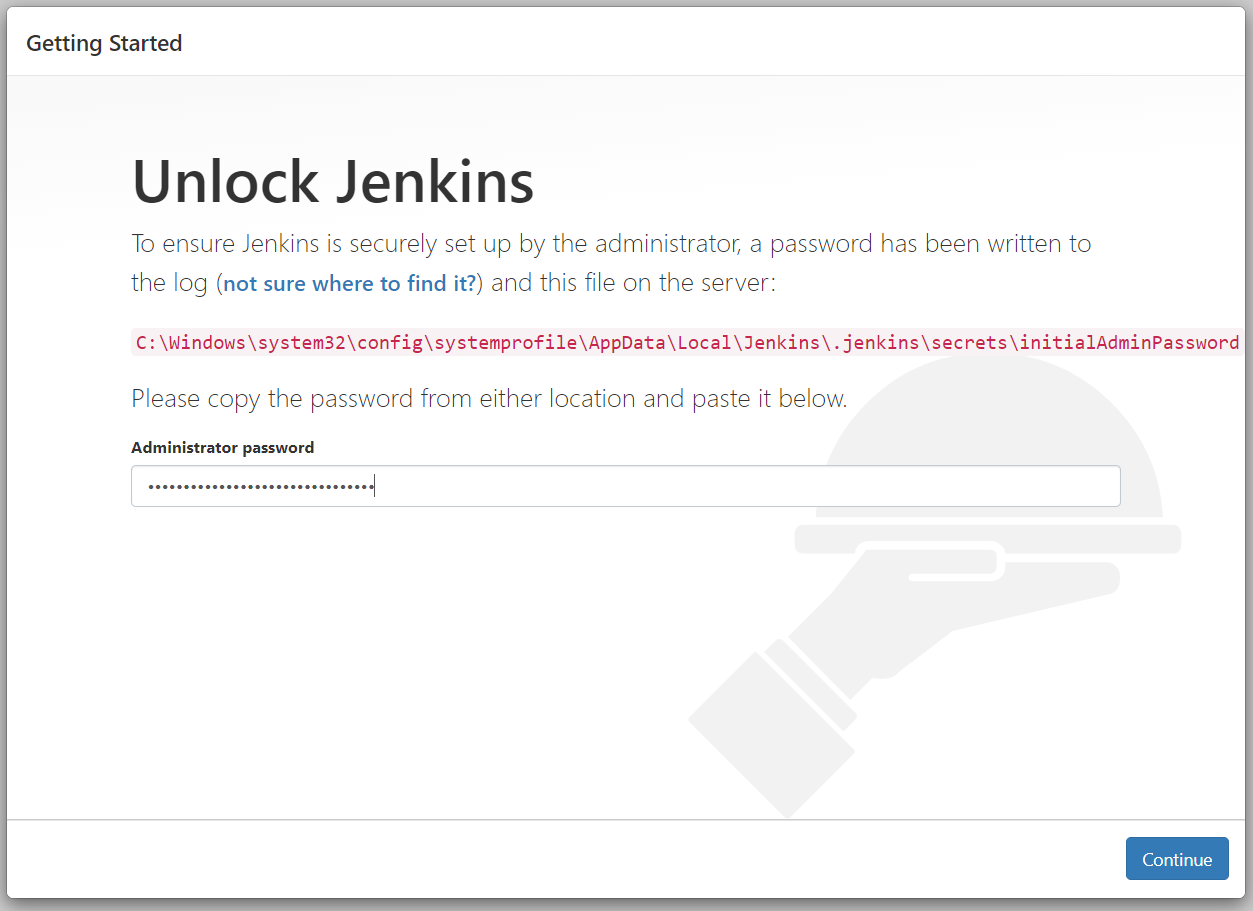 Getting Started
Unlock Jenkins
To ensure Jenkins is securely set up by the administrator, a password has been written to
the log (not sure where to find it?) and this file on the server:
C:\Windows\system32\config\systemprofile\AppData\Local\Jenkins\.jenkins\secrets\initialAdminPassword
Please copy the password from either location and paste it below.
Administrator password
••••••••••••••••••••••••••••••••
Continue